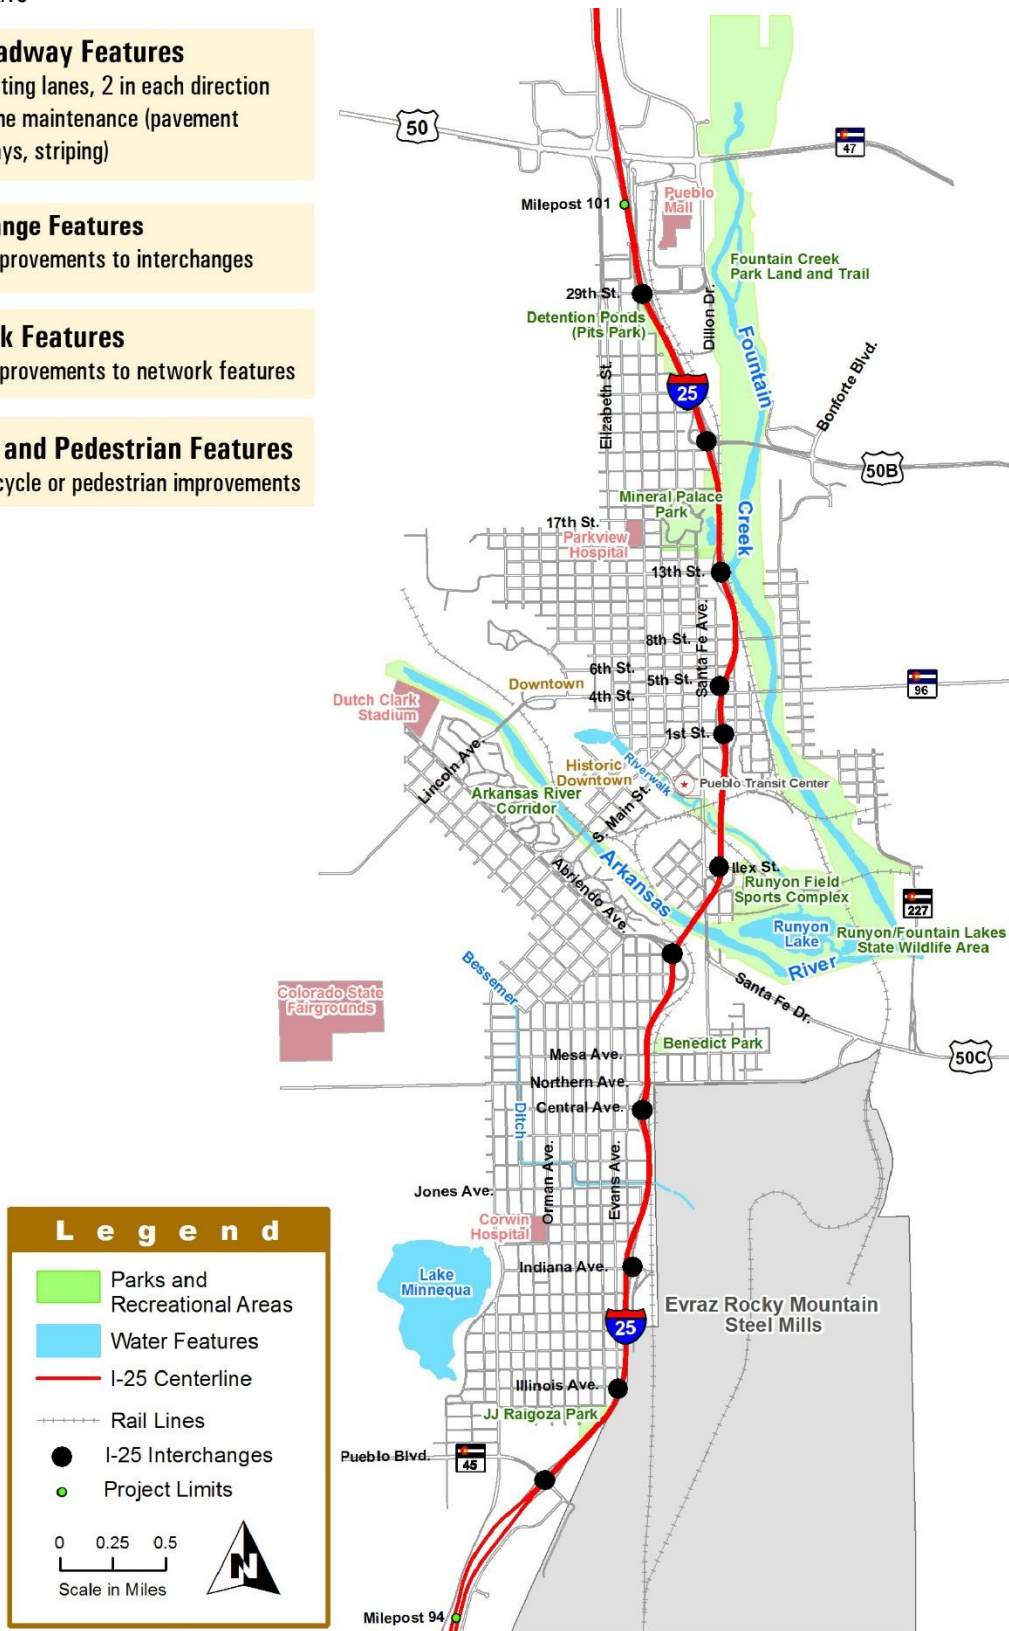 adway Features
sting lanes, 2 in each direction
ne maintenance (pavement
ays, striping)
nge Features
provements to interchanges
k Features
provements to network features
and Pedestrian Features
cycle or pedestrian improvements
50
47
Milepost 101
Pueblo
Mall
Fountain Creek
Park Land and Trail
29th St.
Detention Ponds
(Pits Park)
Dillon Dr.
Fountain
Creek
Elizabeth St.
25
Bonforte Blvd.
50B
Mineral Palace
Park
17th St.
Parkview
Hospital
13th St.
Santa Fe Ave.
8th St.
6th St.
5th St.
Downtown
4th St.
96
Dutch Clark
Stadium
1st St.
Lincoln Ave.
Historic
Downtown
Riverwalk
Pueblo Transit Center
Arkansas River
Corridor
S. Main St.
Abriendo Ave.
Arkansas
River
Ilex St.
Runyon Field
Sports Complex
227
Runyon
Lake
Runyon/Fountain Lakes
State Wildlife Area
Bessemer
Ditch
Colorado State
Fairgrounds
Santa Fe Dr.
Benedict Park
50C
Mesa Ave.
Northern Ave.
Central Ave.
Orman Ave.
Evans Ave.
Jones Ave.
Corwin
Hospital
Indiana Ave.
Lake
Minnequa
Evraz Rocky Mountain
Steel Mills
25
Illinois Ave.
JJ Raigoza Park
Pueblo Blvd.
45
Milepost 94
Legend
Parks and
Recreational Areas
Water Features
I-25 Centerline
Rail Lines
I-25 Interchanges
Project Limits
0 0.25 0.5
Scale in Miles
N